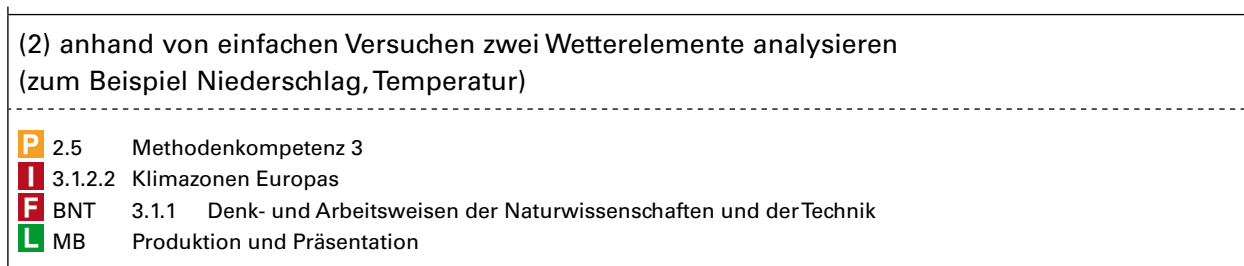 (2) anhand von einfachen Versuchen zwei Wetterelemente analysieren
(zum Beispiel Niederschlag, Temperatur)
P 2.5 Methodenkompetenz 3
I 3.1.2.2 Klimazonen Europas
F BNT 3.1.1 Denk- und Arbeitsweisen der Naturwissenschaften und der Technik
L MB Produktion und Präsentation